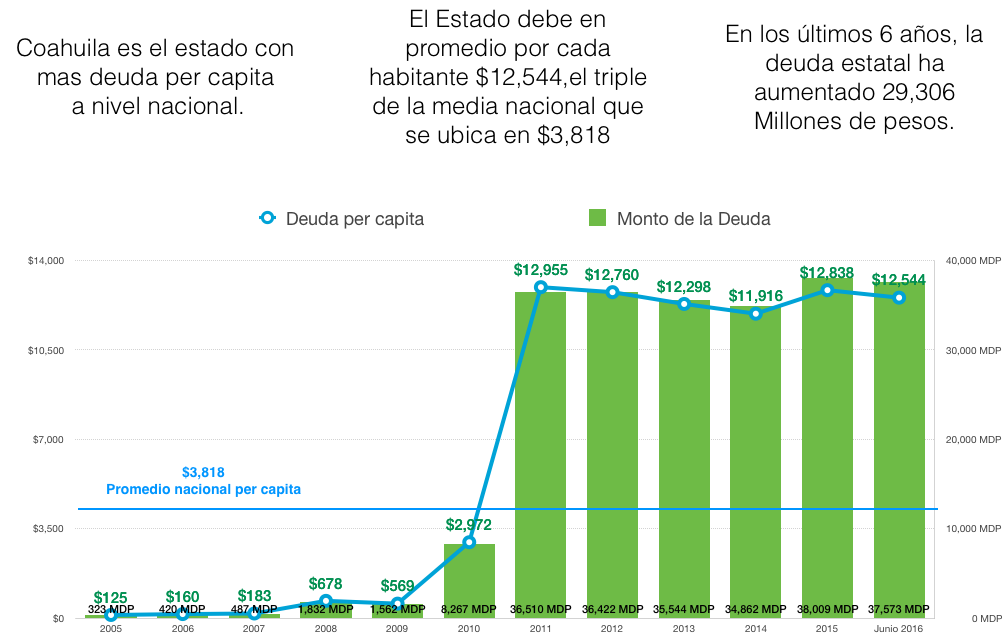 Coahuila es el estado con
mas deuda per capita
a nivel nacional.
El Estado debe en
promedio por cada
habitante $12,544,el triple
de la media nacional que
se ubica en $3,818
En los últimos 6 años, la
deuda estatal ha
aumentado 29,306
Millones de pesos.
Deuda per capita
Monto de la Deuda
$14,000
$10,500
$7,000
$3,500
$0
40,000 MDP
30,000 MDP
20,000 MDP
10,000 MDP
0 MDP
$3,818
Promedio nacional per capita
$125
$160
$183
$678
$569
$2,972
$12,955
$12,760
$12,298
$11,916
$12,838
$12,544
323 MDP
420 MDP
487 MDP
1,832 MDP
1,562 MDP
8,267 MDP
36,510 MDP
36,422 MDP
35,544 MDP
34,862 MDP
38,009 MDP
37,573 MDP
2005
2006
2007
2008
2009
2010
2011
2012
2013
2014
2015
Junio 2016